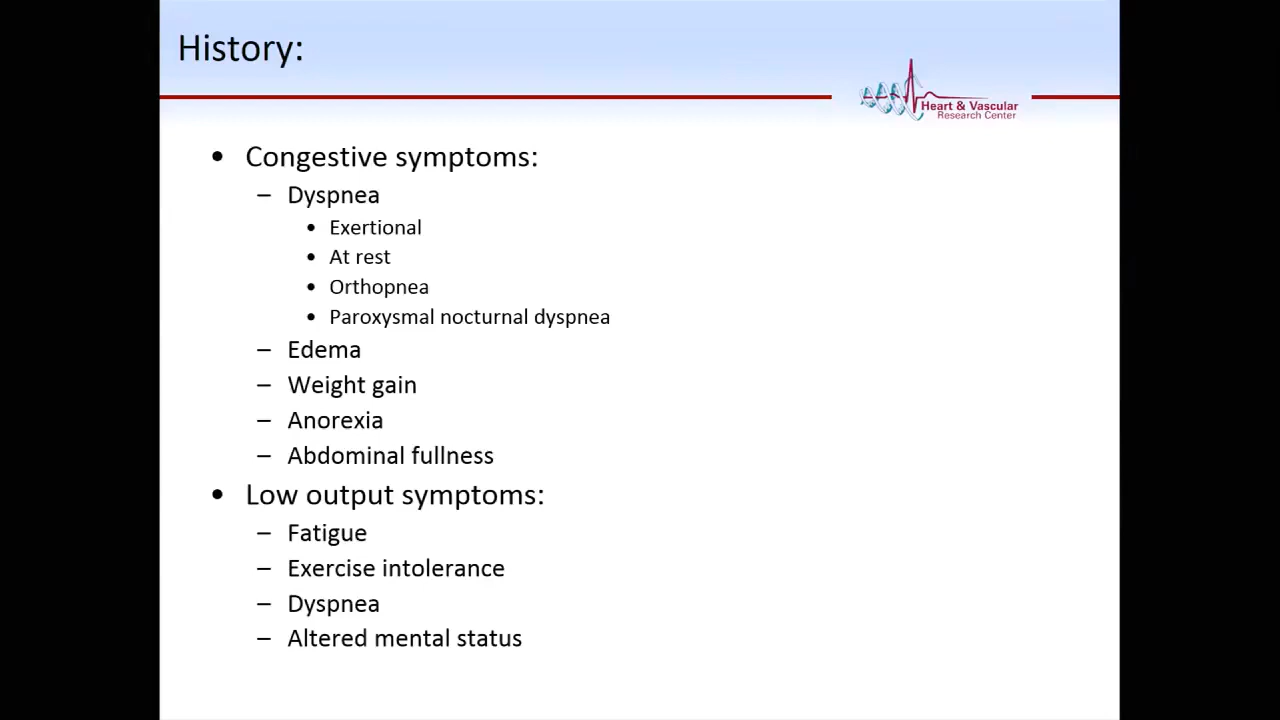 History:
Heart & Vascular
Research Center
• Congestive symptoms:
– Dyspnea
• Exertional
• At rest
• Orthopnea
• Paroxysmal nocturnal dyspnea
– Edema
– Weight gain
– Anorexia
– Abdominal fullness
• Low output symptoms:
– Fatigue
– Exercise intolerance
– Dyspnea
– Altered mental status